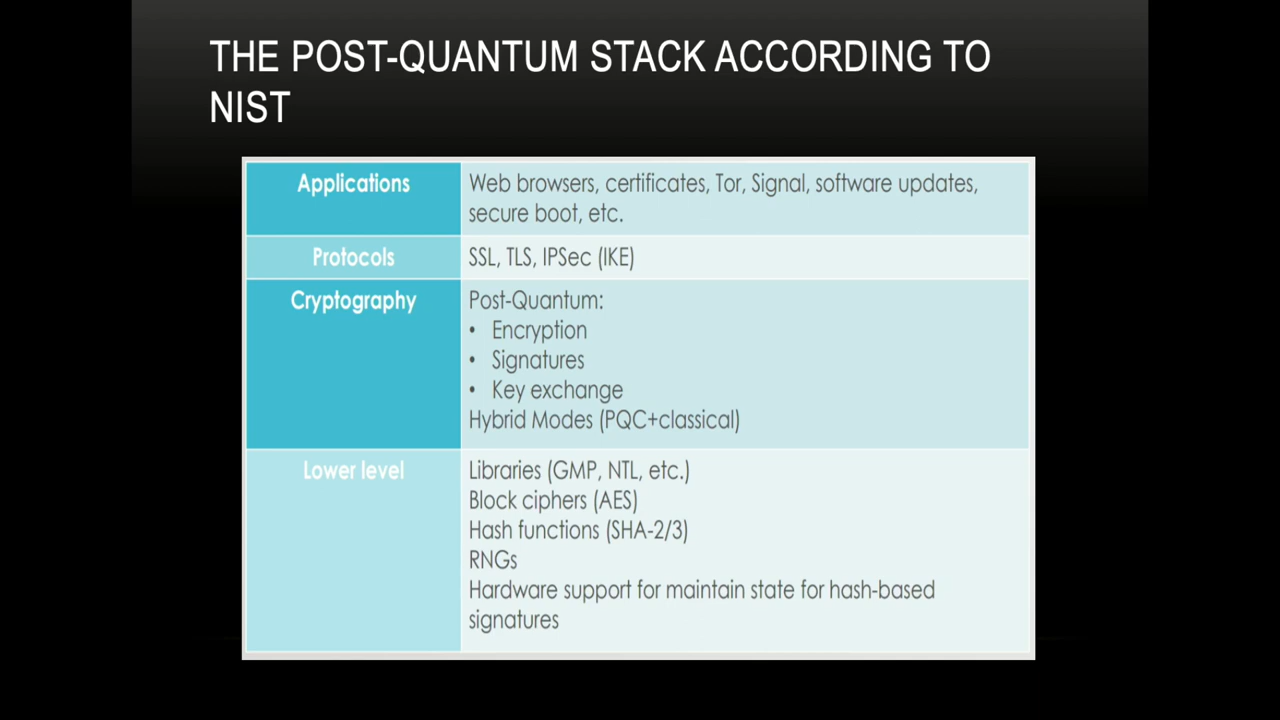 THE POST-QUANTUM STACK ACCORDING TO
NIST
Applications
Web browsers, certificates, Tor, Signal, software updates,
secure boot, etc.
Protocols
SSL, TLS, IPSec (IKE)
Cryptography
Post-Quantum:
• Encryption
• Signatures
• Key exchange
Hybrid Modes (PQC+classical)
Lower level
Libraries (GMP, NTL, etc.)
Block ciphers (AES)
Hash functions (SHA-2/3)
RNGs
Hardware support for maintain state for hash-based
signatures